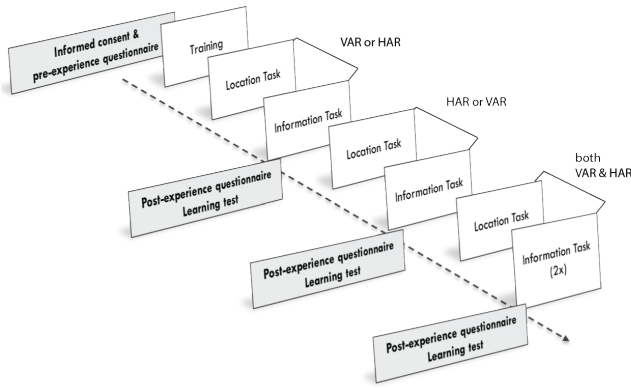 Informed consent &
pre-experience questionnaire
Training
Location Task
VAR or HAR
Information Task
Post-experience questionnaire
Learning test
Location Task
HAR or VAR
Information Task
Post-experience questionnaire
Learning test
Location Task
both
VAR & HAR
Information Task
(2x)
Post-experience questionnaire
Learning test